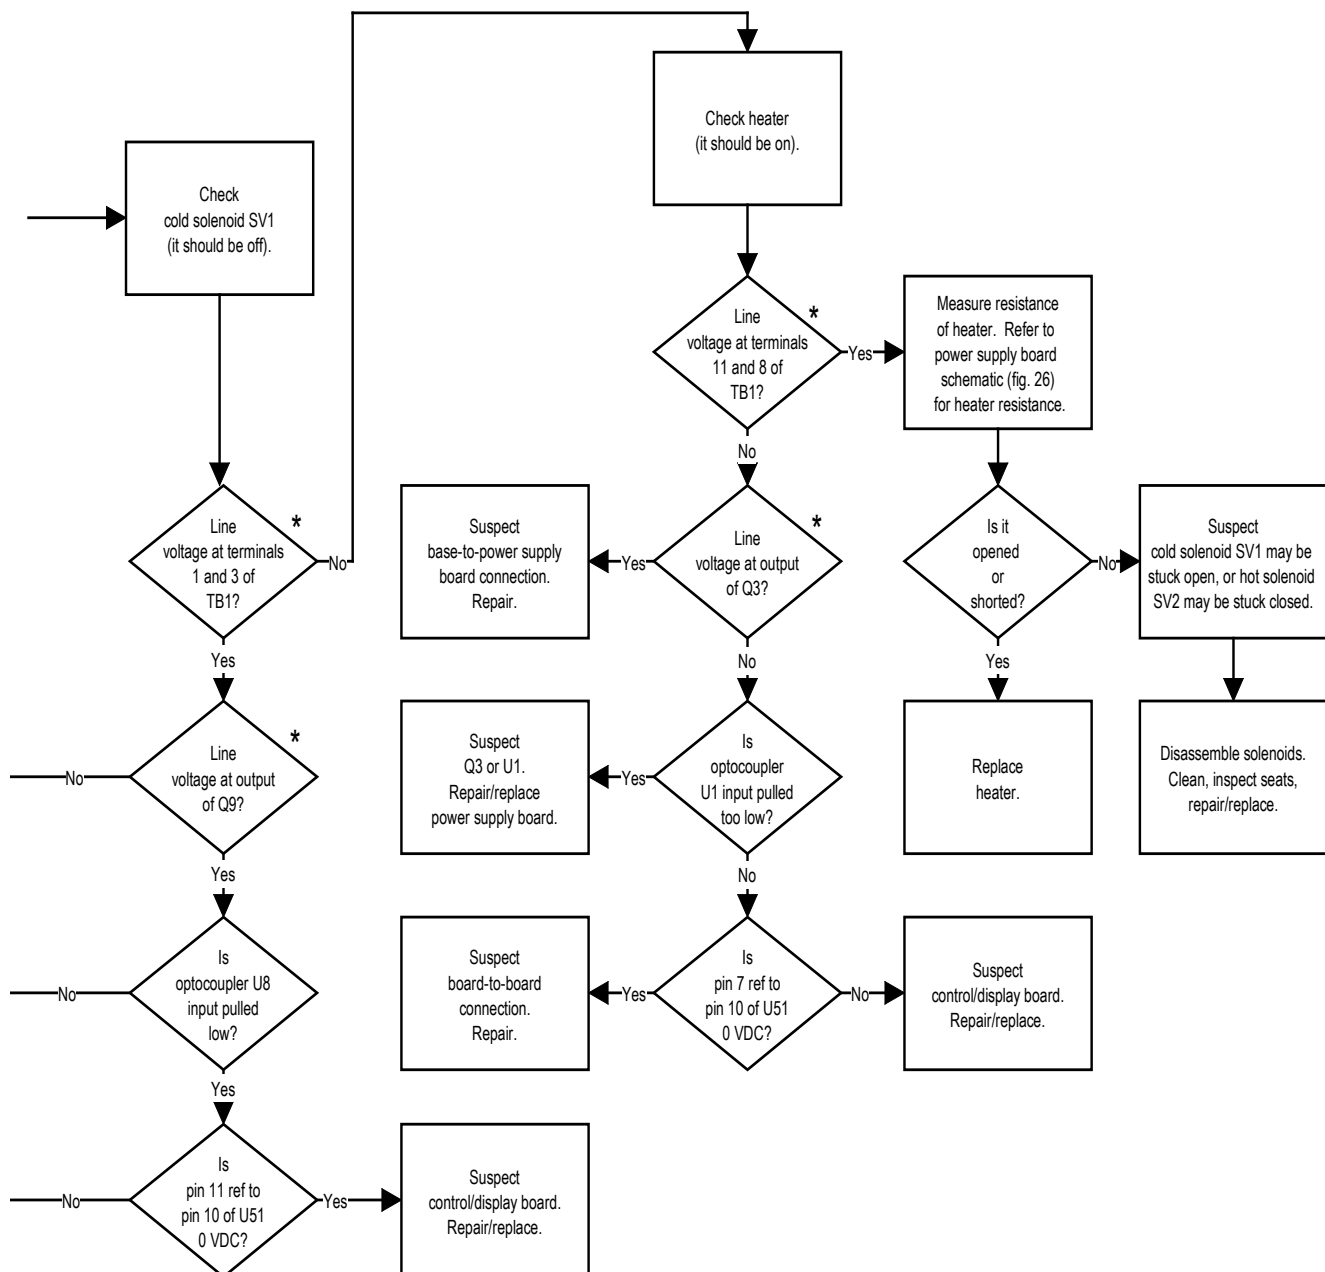 Check
cold solenoid SV1
(it should be off).
Line
voltage at terminals
1 and 3 of
TB1?
*
No
Yes
Line
voltage at output
of Q9?
*
No
Yes
Is
optocoupler U8
input pulled
low?
No
Yes
Is
pin 11 ref to
pin 10 of U51
0 VDC?
No
Yes
Suspect
control/display board.
Repair/replace.
Check heater
(it should be on).
Line
voltage at terminals
11 and 8 of
TB1?
*
Yes
No
Measure resistance
of heater. Refer to
power supply board
schematic (fig. 26)
for heater resistance.
Is it
opened
or
shorted?
No
Yes
Suspect
cold solenoid SV1 may be
stuck open, or hot solenoid
SV2 may be stuck closed.
Disassemble solenoids.
Clean, inspect seats,
repair/replace.
Replace
heater.
Line
voltage at output
of Q3?
*
Yes
No
Suspect
base-to-power supply
board connection.
Repair.
Is
optocoupler
U1 input pulled
too low?
Yes
No
Suspect
Q3 or U1.
Repair/replace
power supply board.
Is
pin 7 ref to
pin 10 of U51
0 VDC?
Yes
No
Suspect
board-to-board
connection.
Repair.
Suspect
control/display board.
Repair/replace.